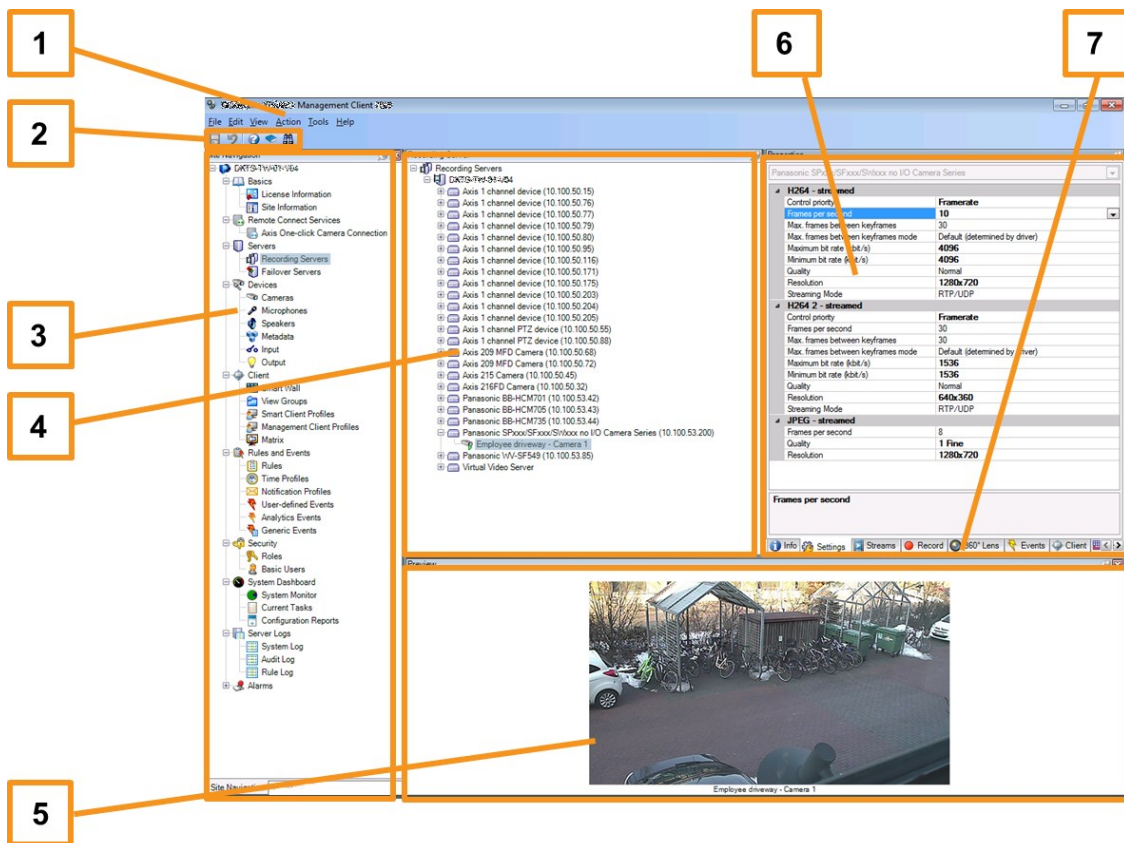 1
6
7
Management Client
File Edit View Action Tools Help
2
Site Navigation
Basics
License Information
Site Information
Remote Connect Services
Axis One-click Camera Connection
Servers
Recording Servers
Failover Servers
Devices
Cameras
3
Microphones
Speakers
Metadata
Input
Output
Client
Smart Wall
View Groups
Smart Client Profiles
Management Client Profiles
Matrix
Rules and Events
Rules
Time Profiles
Notification Profiles
User-defined Events
Analytics Events
Generic Events
Security
Roles
Basic Users
System Dashboard
System Monitor
Current Tasks
Configuration Reports
Server Logs
System Log
Audit Log
Rule Log
Alarms
Site Navigation
Recording Server
Recording Servers
Axis 1 channel device (10.100.50.15)
Axis 1 channel device (10.100.50.76)
Axis 1 channel device (10.100.50.77)
Axis 1 channel device (10.100.50.79)
Axis 1 channel device (10.100.50.80)
Axis 1 channel device (10.100.50.95)
Axis 1 channel device (10.100.50.116)
Axis 1 channel device (10.100.50.171)
Axis 1 channel device (10.100.50.175)
Axis 1 channel device (10.100.50.203)
Axis 1 channel device (10.100.50.204)
Axis 1 channel device (10.100.50.205)
Axis 1 channel PTZ device (10.100.50.55)
Axis 1 channel PTZ device (10.100.50.88)
Axis 209 MFD Camera (10.100.50.68)
Axis 209 MFD Camera (10.100.50.72)
Axis 215 Camera (10.100.50.45)
Axis 216FD Camera (10.100.50.32)
Panasonic BB-HCM701 (10.100.53.42)
Panasonic BB-HCM705 (10.100.53.43)
Panasonic BB-HCM735 (10.100.53.44)
Panasonic SPxxx/SFxxx/SWxxx no I/O Camera Series (10.100.53.200)
Employee driveway - Camera 1
Panasonic WV-SF549 (10.100.53.85)
Virtual Video Server
4
Properties
Panasonic SPxxx/SFxxx/SWxxx no I/O Camera Series
H264 - streamed
Control priority Framerate
Frames per second 10
Max. frames between keyframes 30
Max. frames between keyframes mode Default (determined by driver)
Maximum bit rate (kbit/s) 4096
Minimum bit rate (kbit/s) 4096
Quality Normal
Resolution 1280x720
Streaming Mode RTP/UDP
H264 2 - streamed
Control priority Framerate
Frames per second 30
Max. frames between keyframes 30
Max. frames between keyframes mode Default (determined by driver)
Maximum bit rate (kbit/s) 1536
Minimum bit rate (kbit/s) 1536
Quality Normal
Resolution 640x360
Streaming Mode RTP/UDP
JPEG - streamed
Frames per second 8
Quality 1 Fine
Resolution 1280x720
Frames per second
Info Settings Streams Record 360° Lens Events Client
Preview
Employee driveway - Camera 1
5